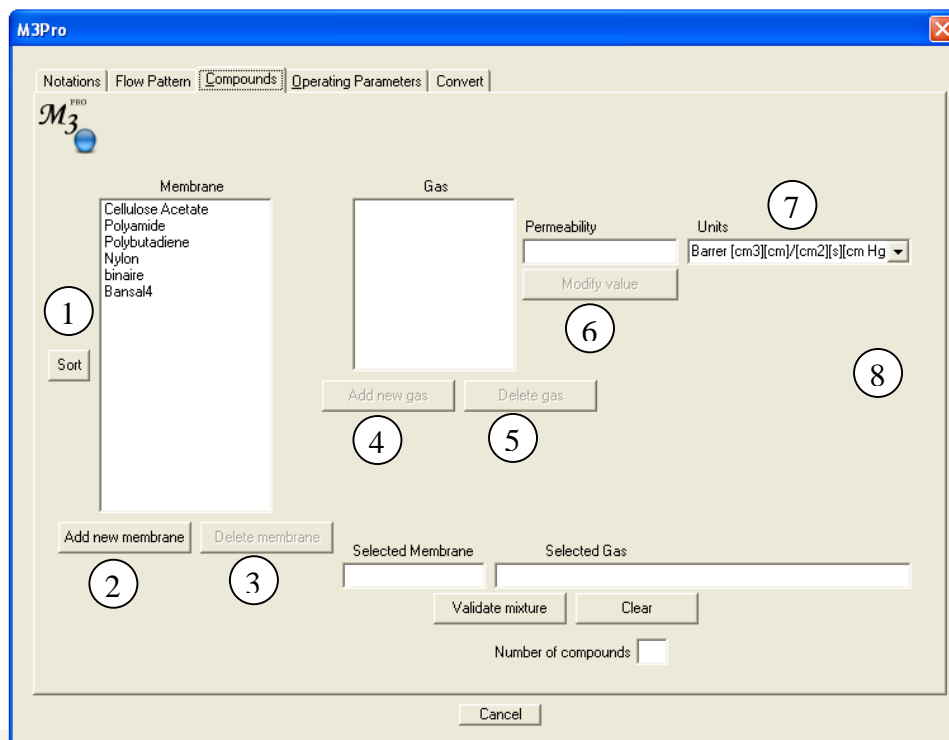 M3Pro
Notations Flow Pattern Compounds Operating Parameters Convert
M3 PRO
Membrane Gas
Cellulose Acetate
Polyamide
Polybutadiene
Nylon
binaire
Bansal4
Permeability Units
Barrer [cm3][cm]/[cm2][s][cm Hg
Modify value
7
1
6
8
Sort
Add new gas Delete gas
4
5
Add new membrane Delete membrane
2
3
Selected Membrane Selected Gas
Validate mixture Clear
Number of compounds
Cancel